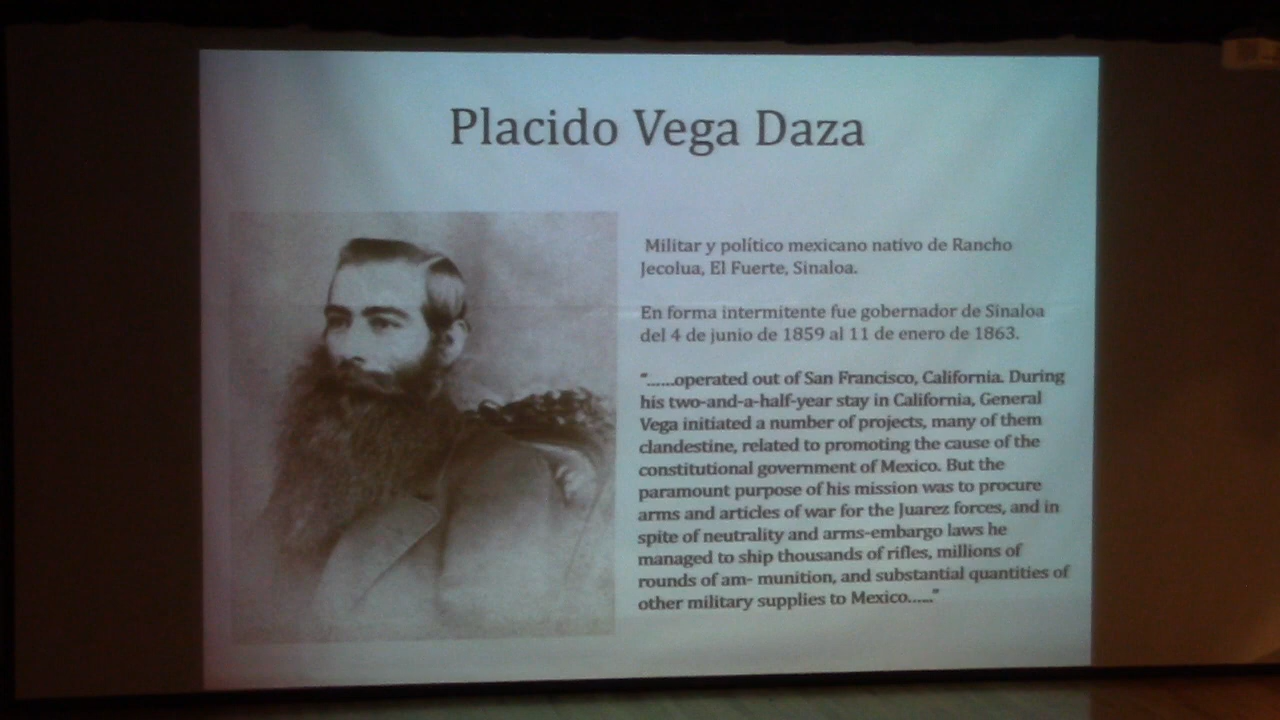 Placido Vega Daza
Militar y político mexicano nativo de Rancho
Jecolua, El Fuerte, Sinaloa.
En forma intermitente fue gobernador de Sinaloa
del 4 de junio de 1859 al 11 de enero de 1863.
“......operated out of San Francisco, California. During
his two-and-a-half-year stay in California, General
Vega initiated a number of projects, many of them
clandestine, related to promoting the cause of the
constitutional government of Mexico. But the
paramount purpose of his mission was to procure
arms and articles of war for the Juarez forces, and in
spite of neutrality and arms-embargo laws he
managed to ship thousands of rifles, millions of
rounds of am- munition, and substantial quantities of
other military supplies to Mexico......”